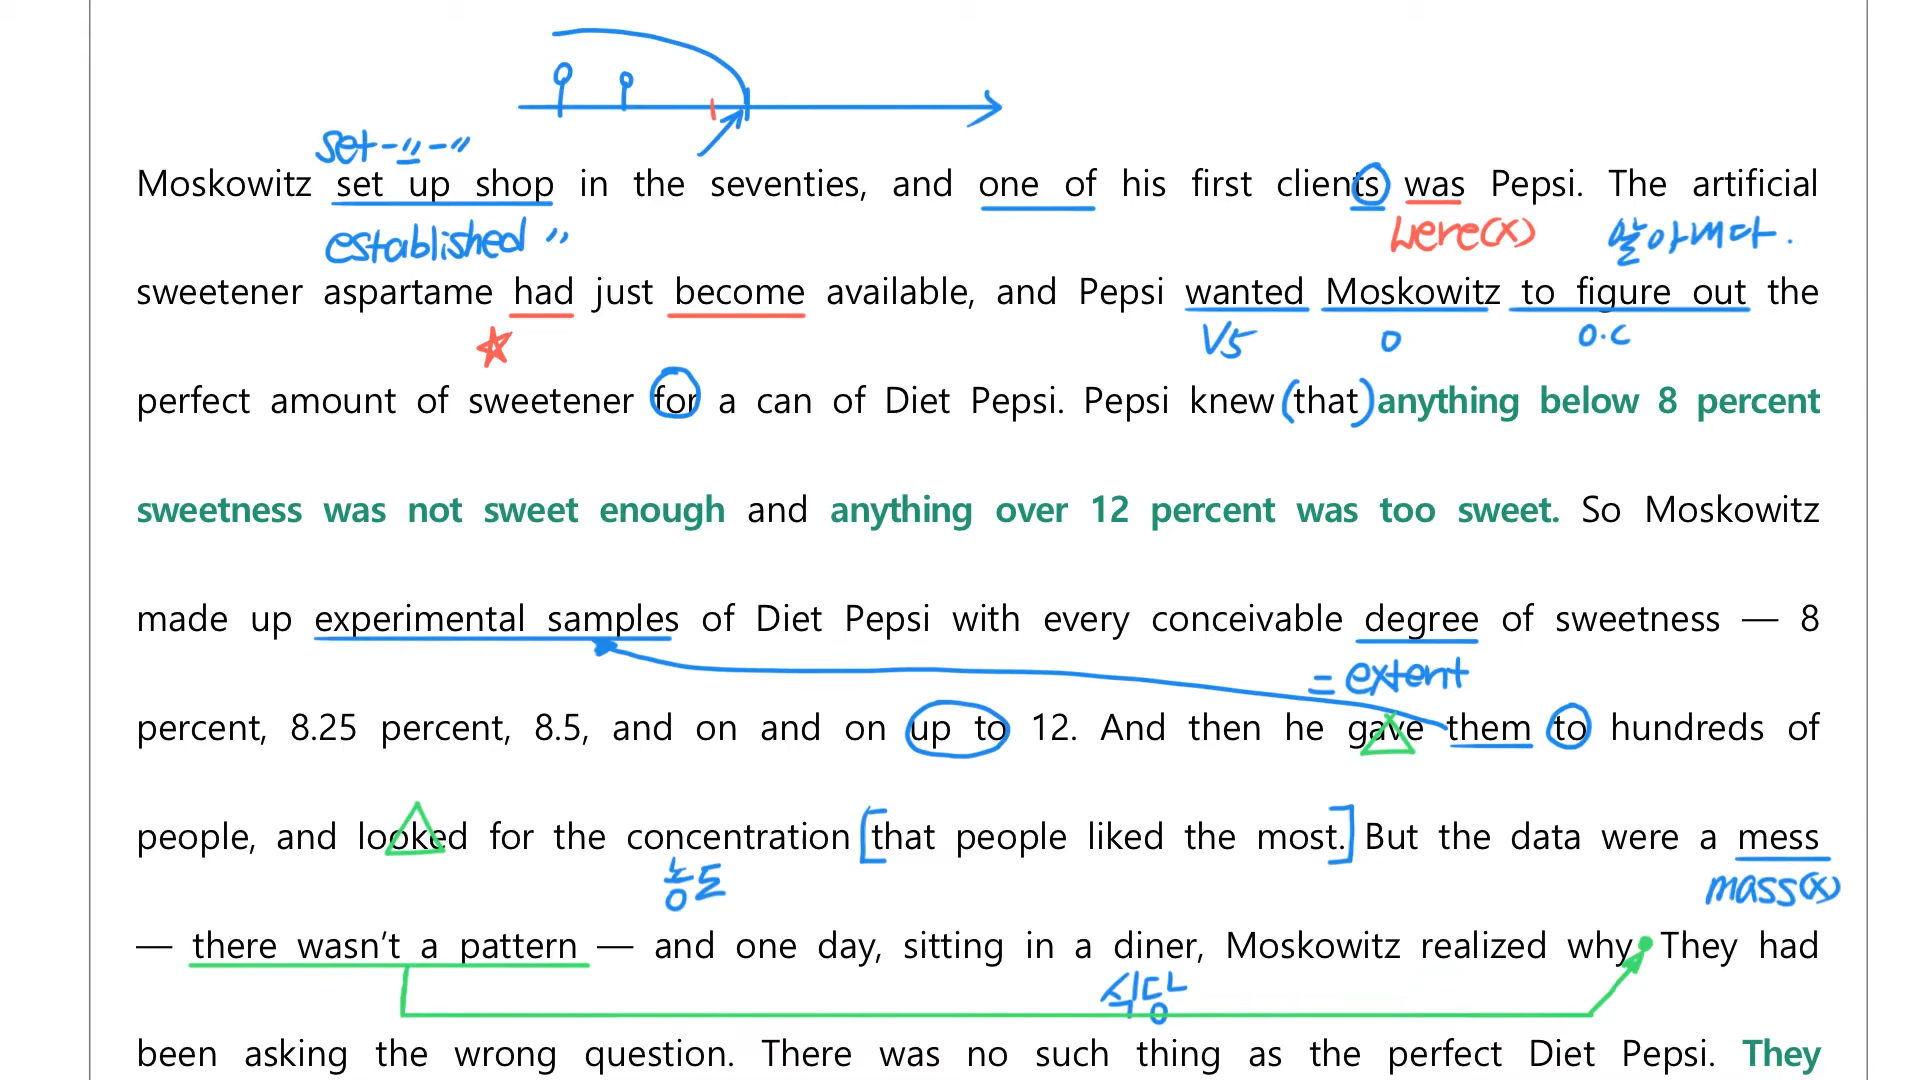 set-〃-〃
Moskowitz set up shop in the seventies, and one of his first clients was Pepsi. The artificial
established 〃 were(x) 알아내다.
sweetener aspartame had just become available, and Pepsi wanted Moskowitz to figure out the
V5 O O·C
perfect amount of sweetener for a can of Diet Pepsi. Pepsi knew (that) anything below 8 percent
sweetness was not sweet enough and anything over 12 percent was too sweet. So Moskowitz
made up experimental samples of Diet Pepsi with every conceivable degree of sweetness — 8
= extent
percent, 8.25 percent, 8.5, and on and on up to 12. And then he gave them to hundreds of
people, and looked for the concentration [that people liked the most.] But the data were a mess
농도 mass(x)
— there wasn't a pattern — and one day, sitting in a diner, Moskowitz realized why. They had
식당
been asking the wrong question. There was no such thing as the perfect Diet Pepsi. They